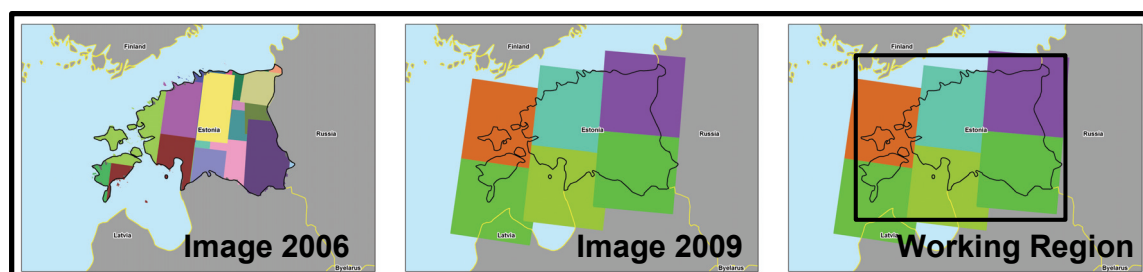 Finland
Estonia
Russia
Latvia
Image 2006
Byelarus
Finland
Estonia
Russia
Latvia
Image 2009
Byelarus
Finland
Estonia
Russia
Latvia
Working Region
Byelarus